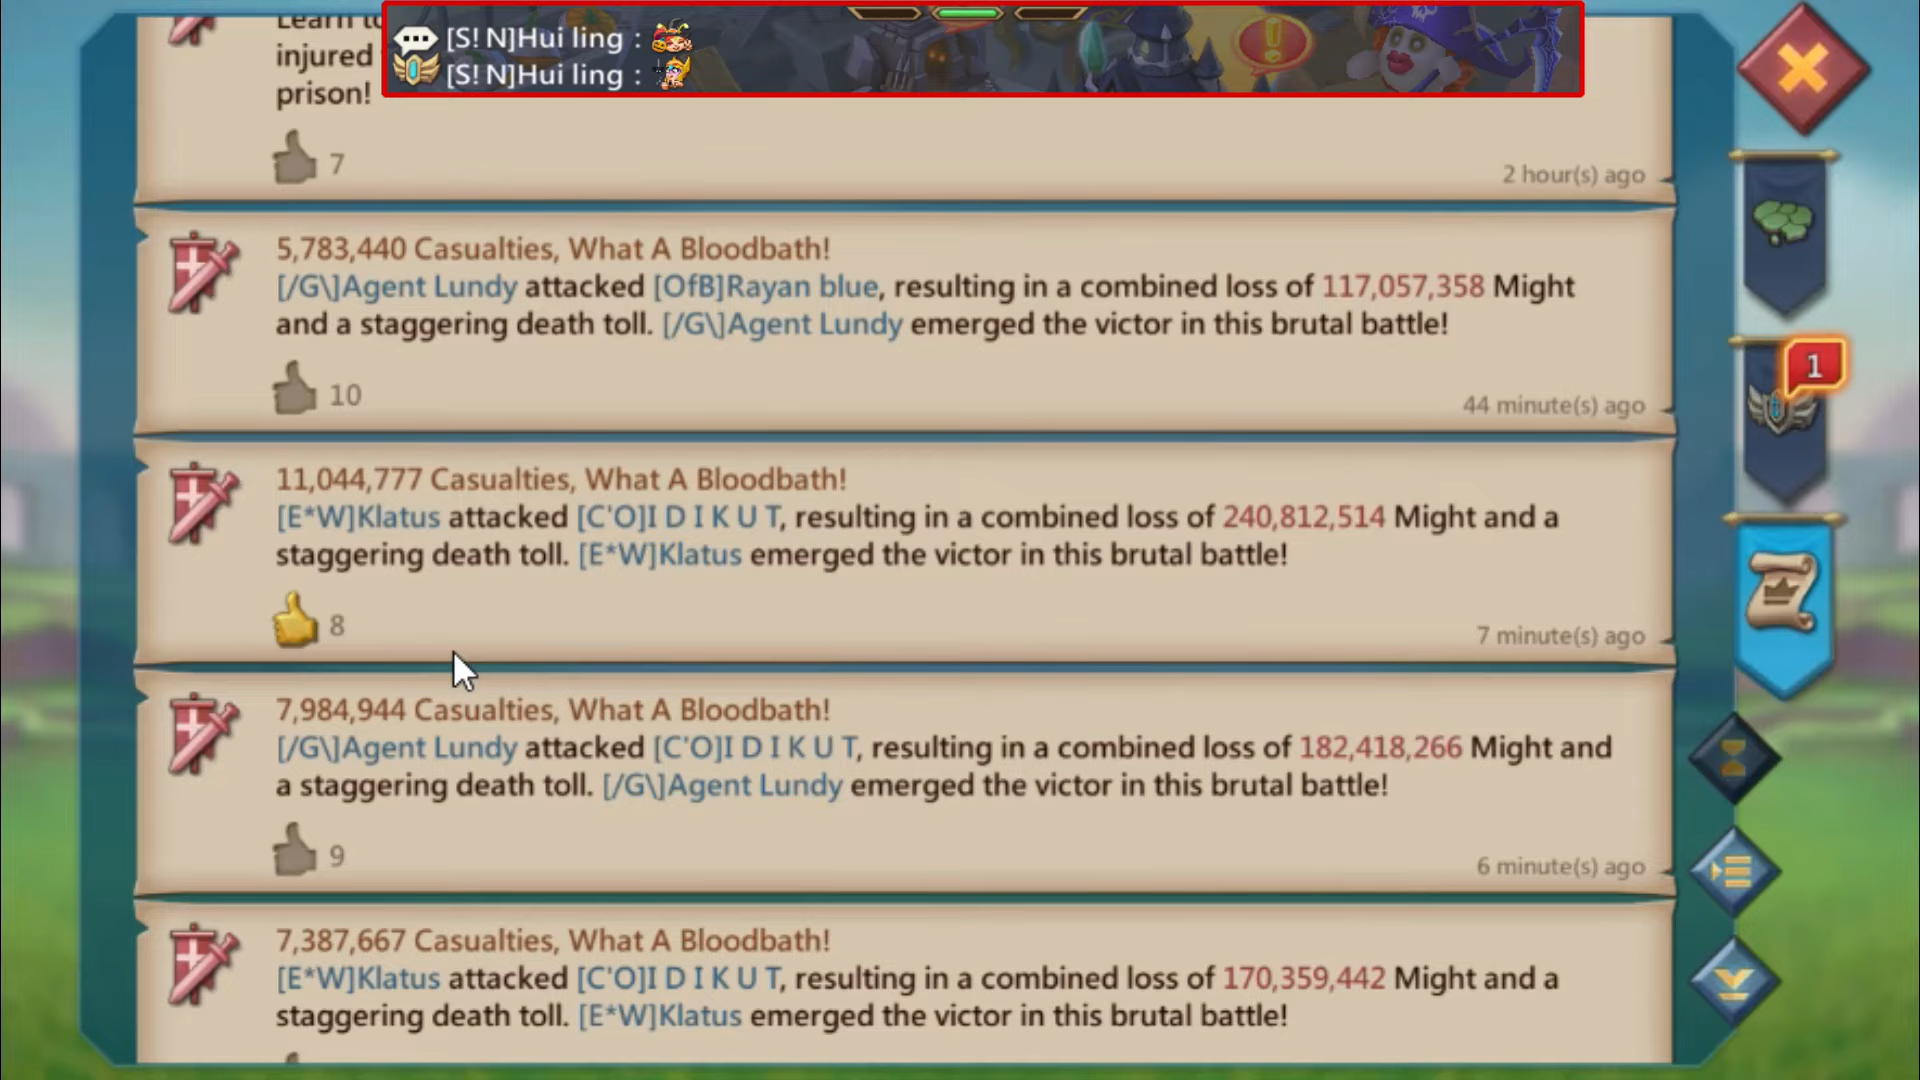 Learn to
injured
prison!
[S! N]Hui ling :
[S! N]Hui ling :
7
2 hour(s) ago
5,783,440 Casualties, What A Bloodbath!
[/G\]Agent Lundy attacked [OfB]Rayan blue, resulting in a combined loss of 117,057,358 Might
and a staggering death toll. [/G\]Agent Lundy emerged the victor in this brutal battle!
10
44 minute(s) ago
1
11,044,777 Casualties, What A Bloodbath!
[E*W]Klatus attacked [C'O]I D I K U T, resulting in a combined loss of 240,812,514 Might and a
staggering death toll. [E*W]Klatus emerged the victor in this brutal battle!
8
7 minute(s) ago
7,984,944 Casualties, What A Bloodbath!
[/G\]Agent Lundy attacked [C'O]I D I K U T, resulting in a combined loss of 182,418,266 Might and
a staggering death toll. [/G\]Agent Lundy emerged the victor in this brutal battle!
9
6 minute(s) ago
7,387,667 Casualties, What A Bloodbath!
[E*W]Klatus attacked [C'O]I D I K U T, resulting in a combined loss of 170,359,442 Might and a
staggering death toll. [E*W]Klatus emerged the victor in this brutal battle!